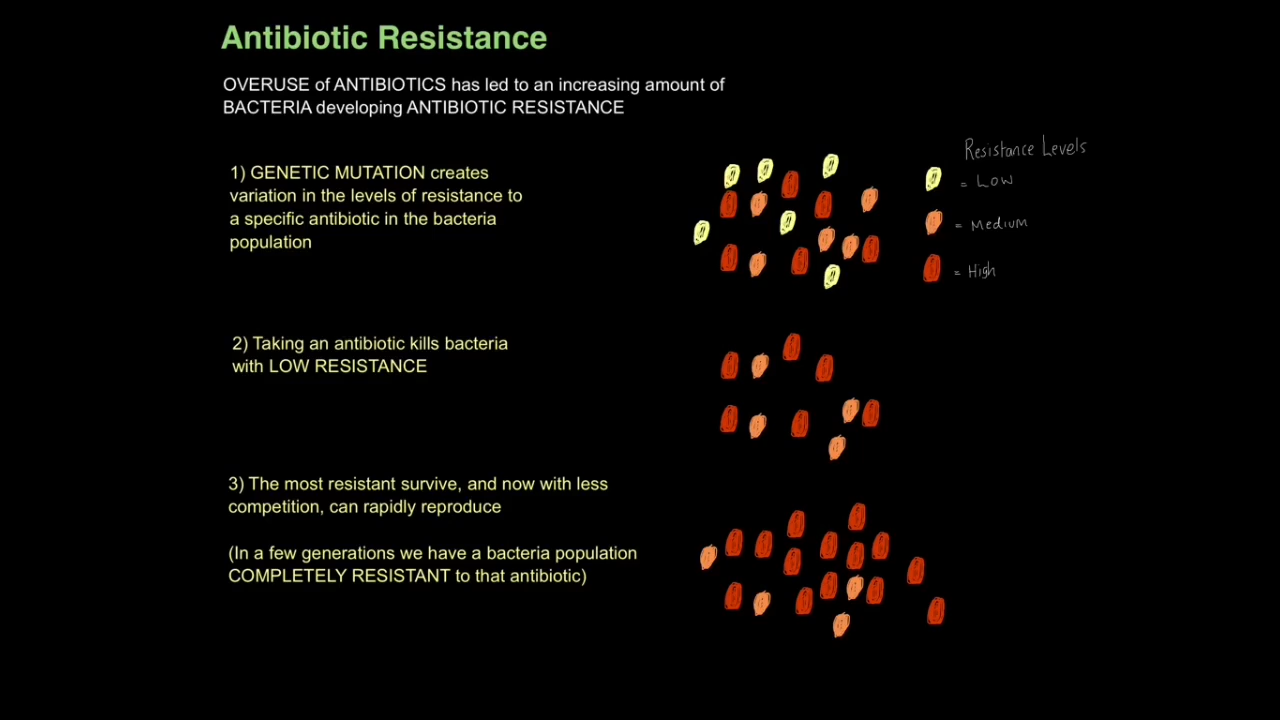 Antibiotic Resistance
OVERUSE of ANTIBIOTICS has led to an increasing amount of
BACTERIA developing ANTIBIOTIC RESISTANCE
1) GENETIC MUTATION creates
variation in the levels of resistance to
a specific antibiotic in the bacteria
population
Resistance Levels
= Low
= Medium
= High
2) Taking an antibiotic kills bacteria
with LOW RESISTANCE
3) The most resistant survive, and now with less
competition, can rapidly reproduce
(In a few generations we have a bacteria population
COMPLETELY RESISTANT to that antibiotic)